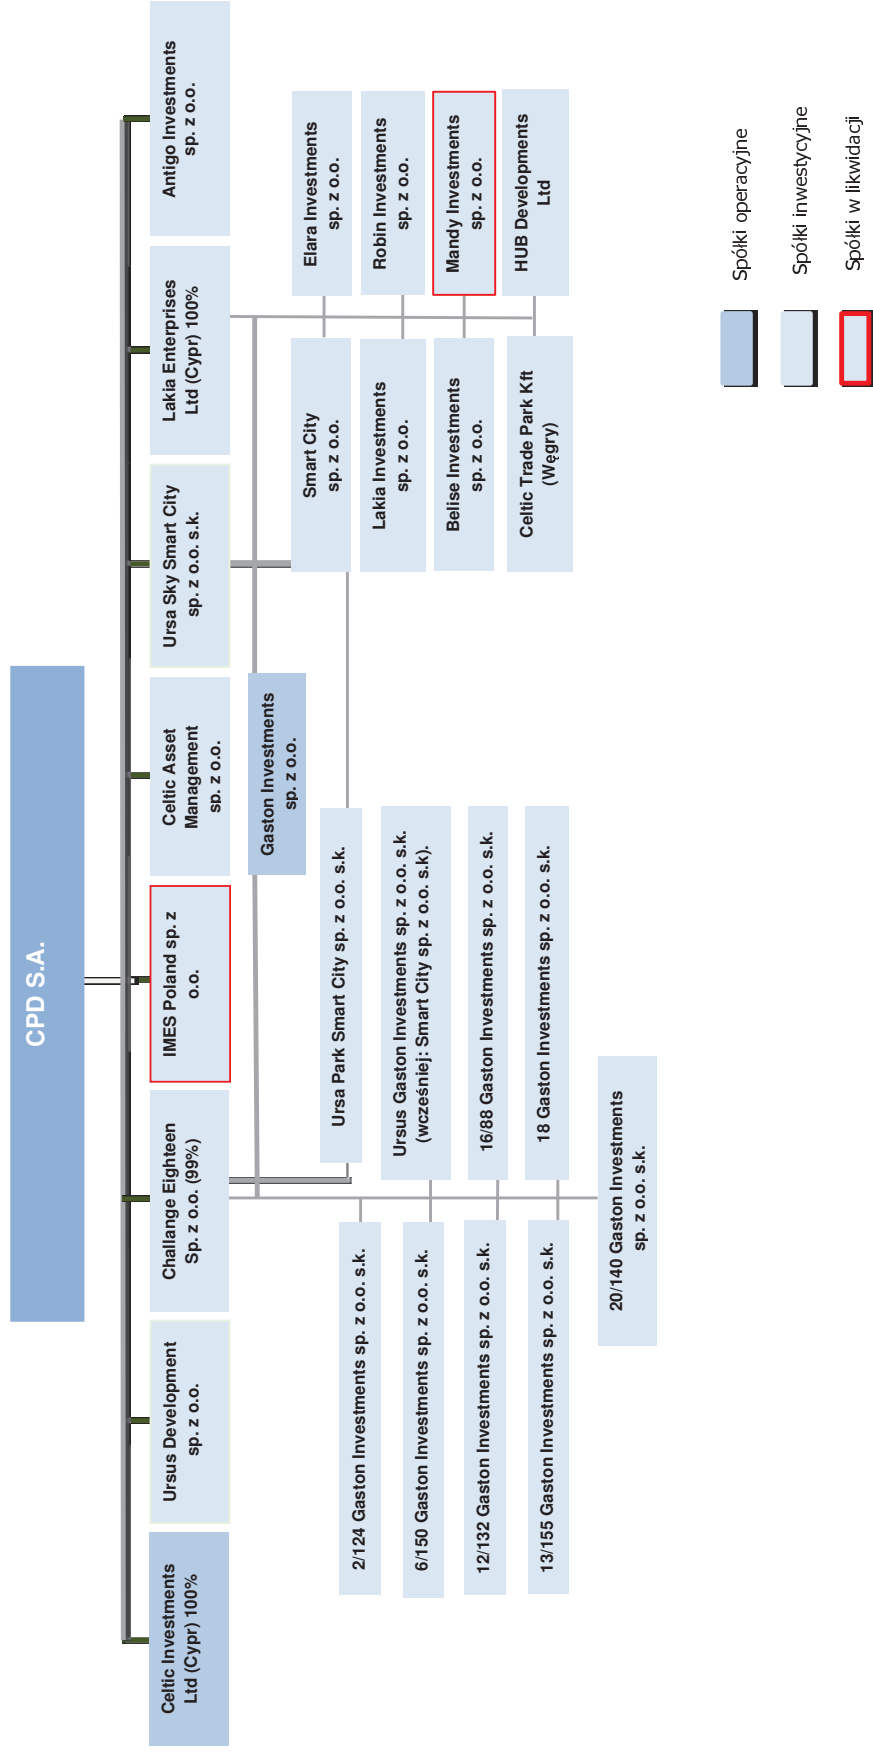 CPD S.A.
Celtic Investments
Ltd (Cypr) 100%
Ursus Development
sp. z o.o.
Challange Eighteen
Sp. z o.o. (99%)
IMES Poland sp. z
o.o.
Celtic Asset
Management
sp. z o.o.
Ursa Sky Smart City
sp. z o.o. s.k.
Lakia Enterprises
Ltd (Cypr) 100%
Antigo Investments
sp. z o.o.
Gaston Investments
sp. z o.o.
2/124 Gaston Investments sp. z o.o. s.k.
6/150 Gaston Investments sp. z o.o. s.k.
12/132 Gaston Investments sp. z o.o. s.k.
13/155 Gaston Investments sp. z o.o. s.k.
Ursa Park Smart City sp. z o.o. s.k.
Ursus Gaston Investments sp. z o.o. s.k.
(wcześniej: Smart City sp. z o.o. s.k).
16/88 Gaston Investments sp. z o.o. s.k.
18 Gaston Investments sp. z o.o. s.k.
20/140 Gaston Investments
sp. z o.o. s.k.
Smart City
sp. z o.o.
Lakia Investments
sp. z o.o.
Belise Investments
sp. z o.o.
Celtic Trade Park Kft
(Węgry)
Elara Investments
sp. z o.o.
Robin Investments
sp. z o.o.
Mandy Investments
sp. z o.o.
HUB Developments
Ltd
Spółki operacyjne
Spółki inwestycyjne
Spółki w likwidacji